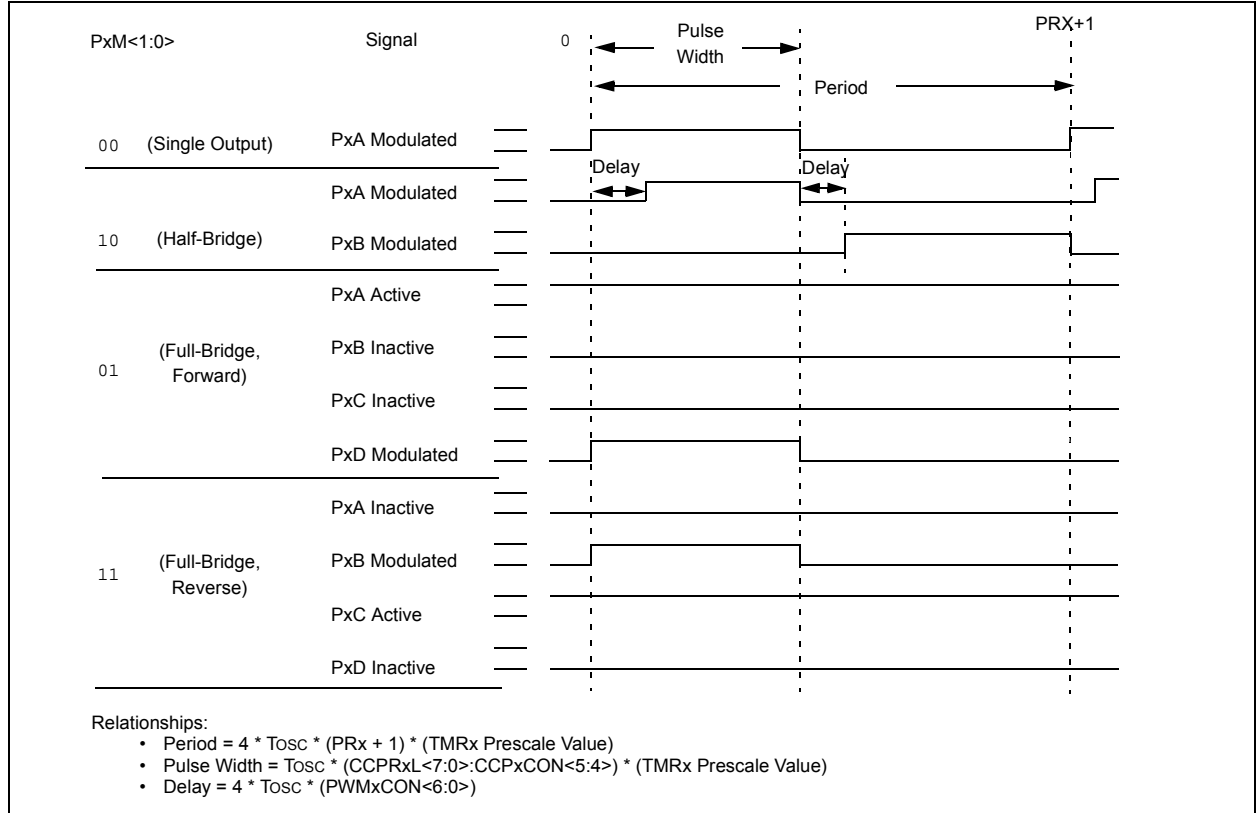 PxM<1:0> Signal 0 Pulse Width PRX+1
Period
00 (Single Output) PxA Modulated
Delay Delay
PxA Modulated
10 (Half-Bridge) PxB Modulated
PxA Active
01 (Full-Bridge, Forward) PxB Inactive
PxC Inactive
PxD Modulated
PxA Inactive
11 (Full-Bridge, Reverse) PxB Modulated
PxC Active
PxD Inactive
Relationships:
• Period = 4 * TOSC * (PRx + 1) * (TMRx Prescale Value)
• Pulse Width = TOSC * (CCPRxL<7:0>:CCPxCON<5:4>) * (TMRx Prescale Value)
• Delay = 4 * TOSC * (PWMxCON<6:0>)